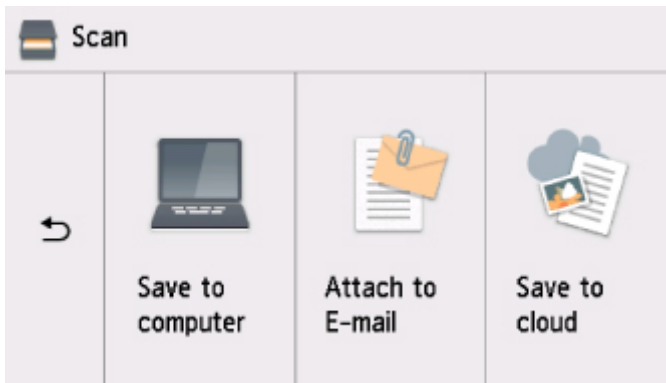 Scan
Save to
computer
Attach to
E-mail
Save to
cloud